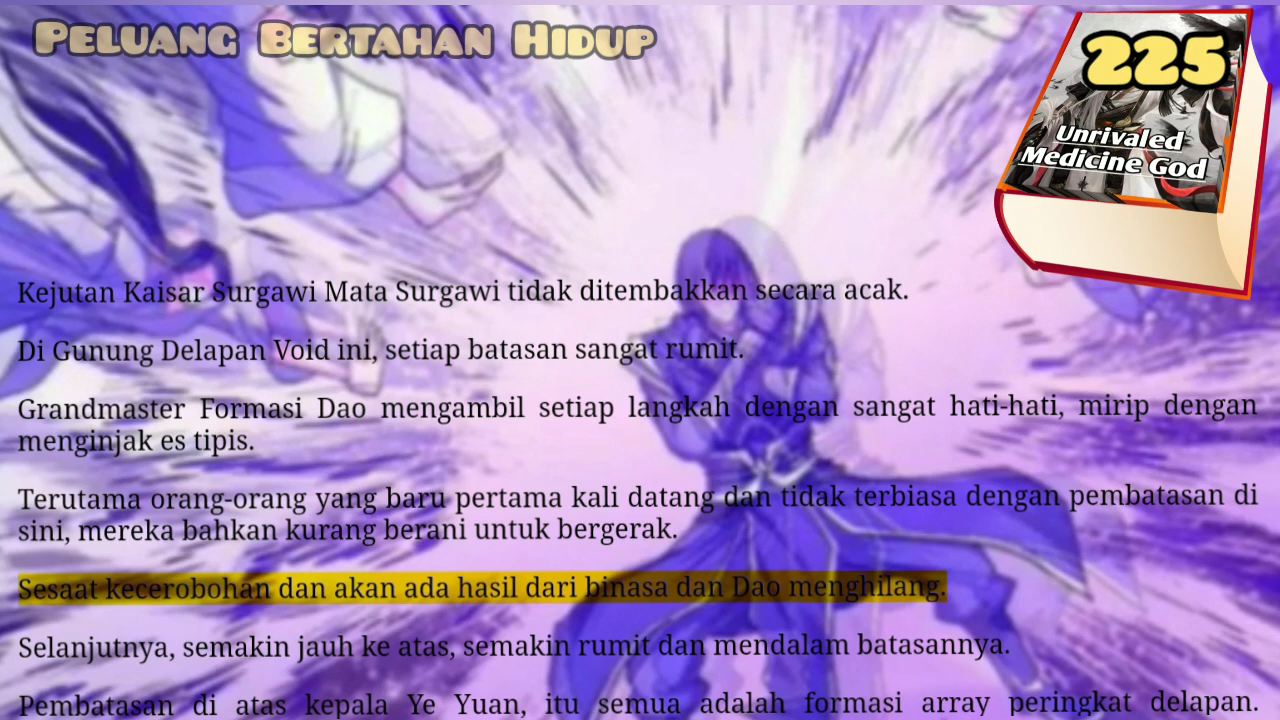 Peluang Bertahan Hidup
225
Unrivaled
Medicine God
Kejutan Kaisar Surgawi Mata Surgawi tidak ditembakkan secara acak.
Di Gunung Delapan Void ini, setiap batasan sangat rumit.
Grandmaster Formasi Dao mengambil setiap langkah dengan sangat hati-hati, mirip dengan
menginjak es tipis.
Terutama orang-orang yang baru pertama kali datang dan tidak terbiasa dengan pembatasan di
sini, mereka bahkan kurang berani untuk bergerak.
Sesaat kecerobohan dan akan ada hasil dari binasa dan Dao menghilang.
Selanjutnya, semakin jauh ke atas, semakin rumit dan mendalam batasannya.
Pembatasan di atas kepala Ye Yuan, itu semua adalah formasi array peringkat delapan.